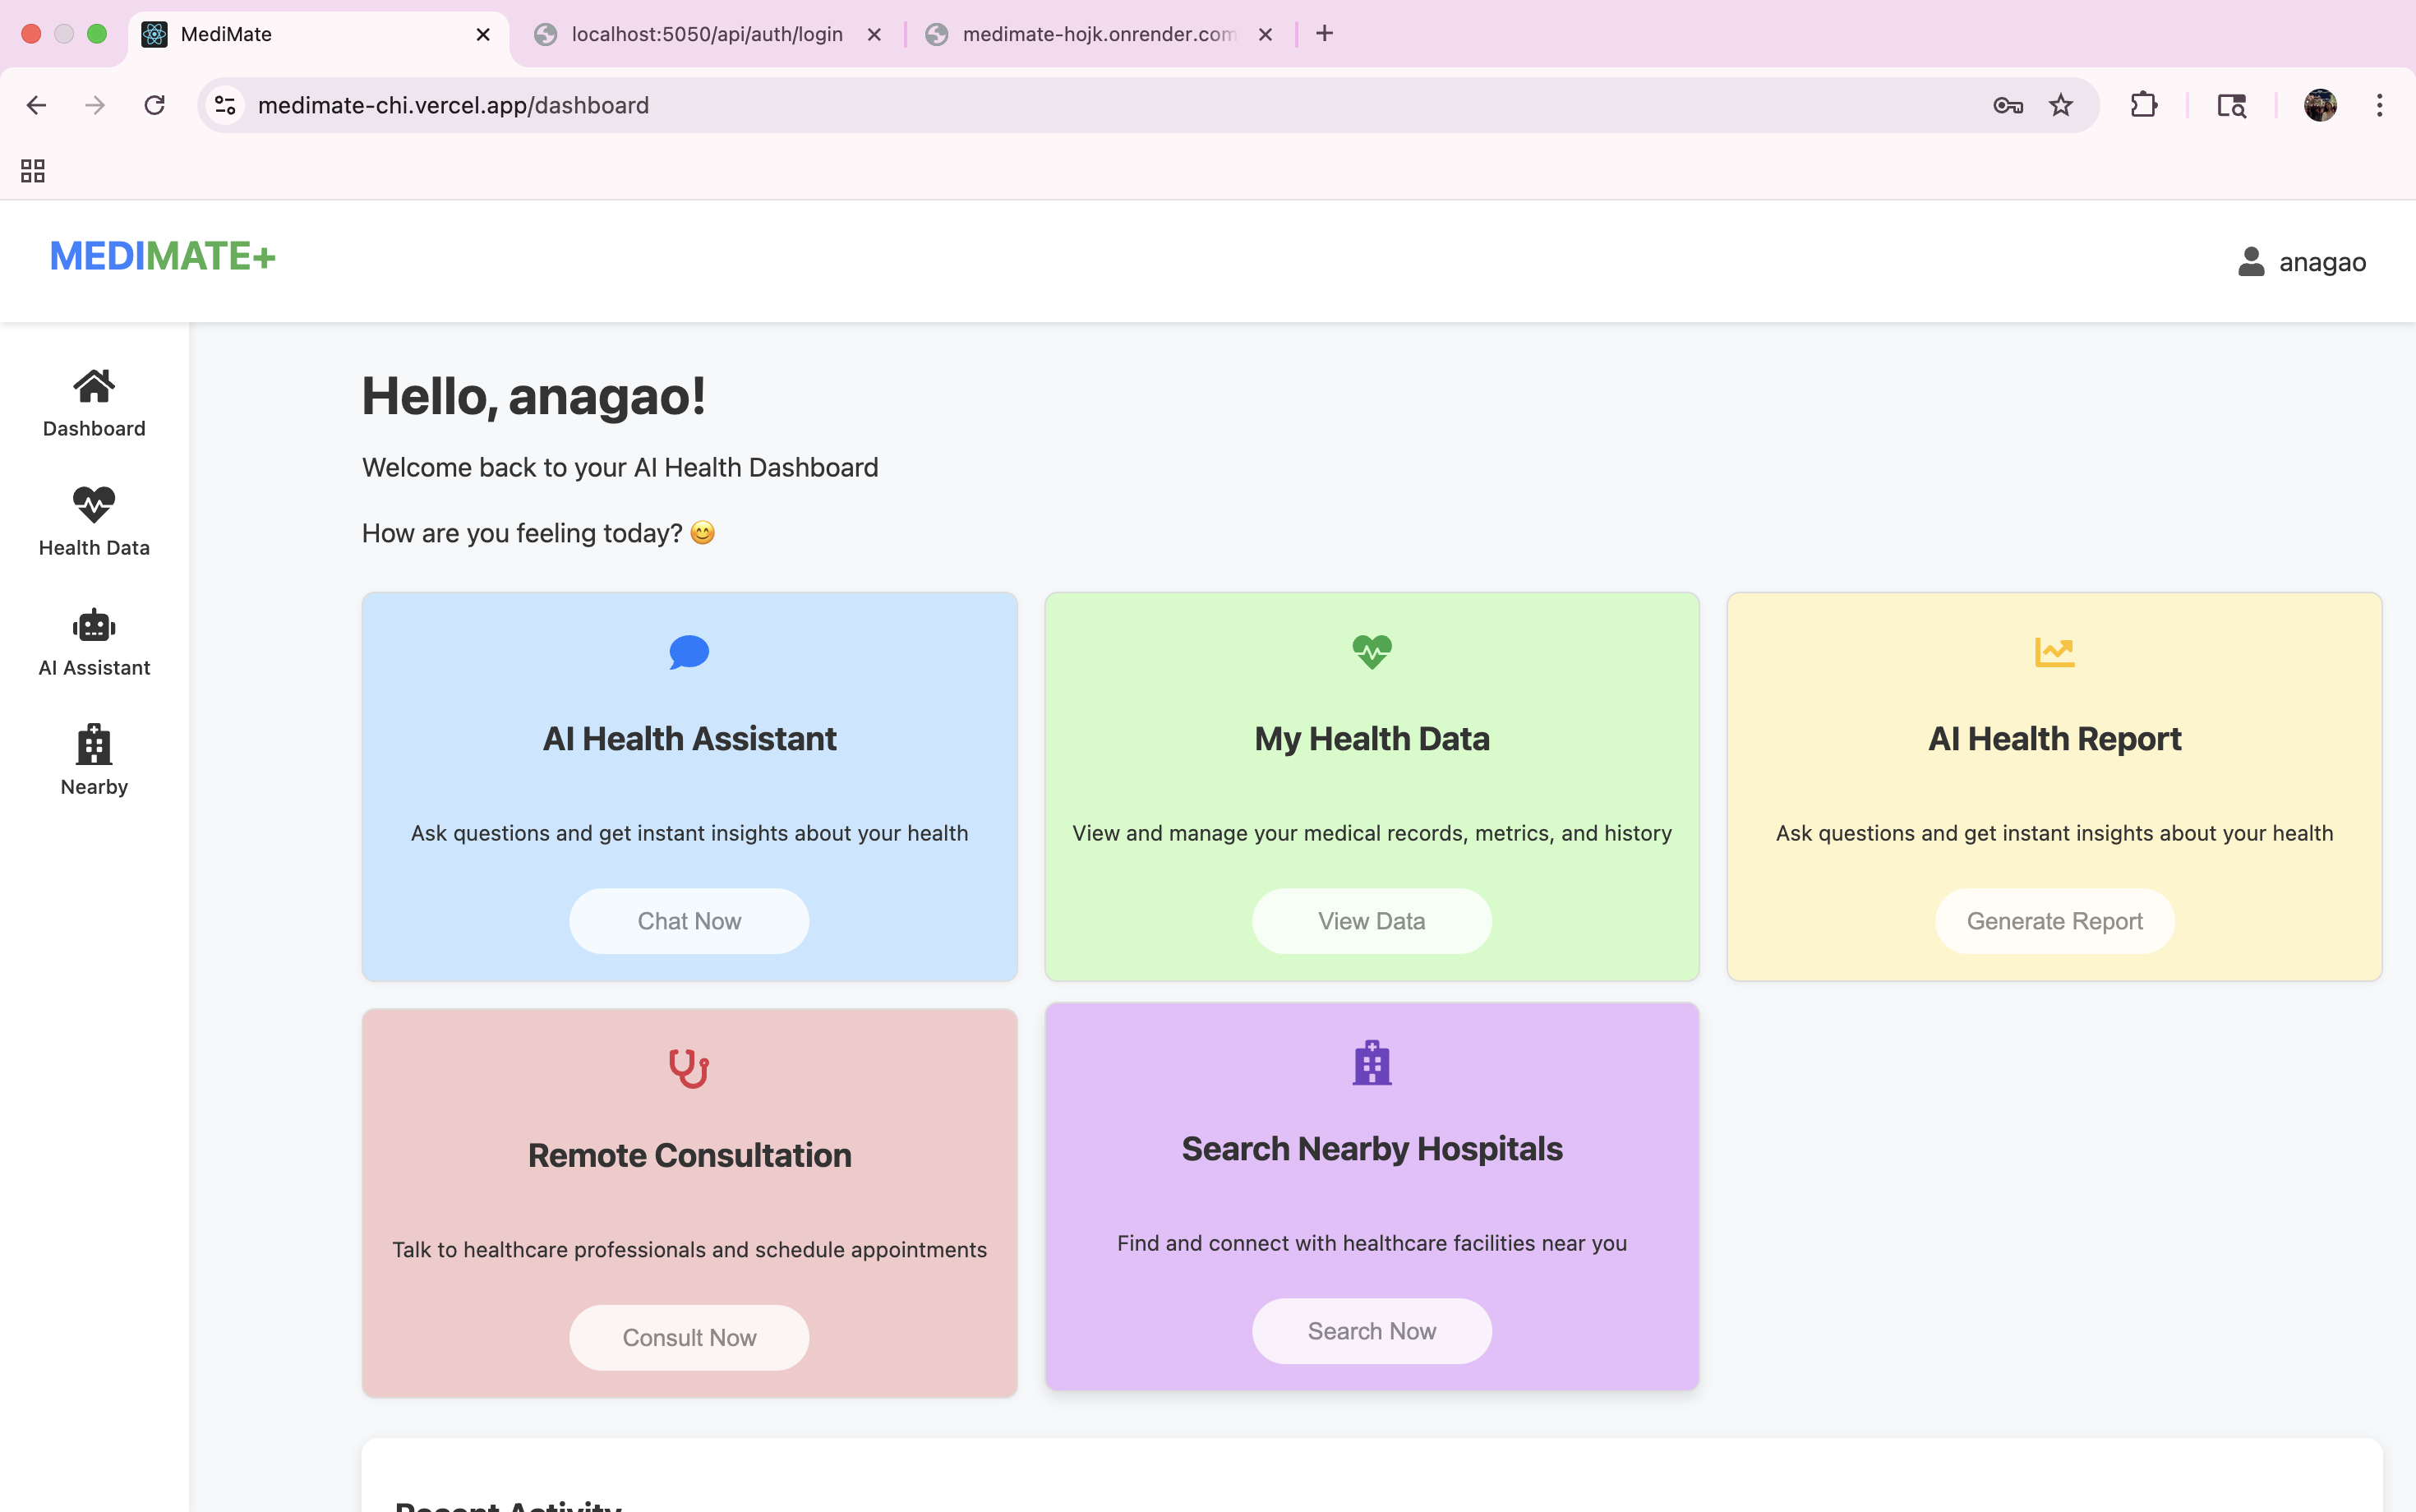 MediMate
localhost:5050/api/auth/login
medimate-hojk.onrender.com
medimate-chi.vercel.app/dashboard
MEDIMATE+
anagao
Dashboard
Health Data
AI Assistant
Nearby
Hello, anagao!
Welcome back to your AI Health Dashboard
How are you feeling today? 😊
AI Health Assistant
Ask questions and get instant insights about your health
Chat Now
My Health Data
View and manage your medical records, metrics, and history
View Data
AI Health Report
Ask questions and get instant insights about your health
Generate Report
Remote Consultation
Talk to healthcare professionals and schedule appointments
Consult Now
Search Nearby Hospitals
Find and connect with healthcare facilities near you
Search Now
Recent Activity